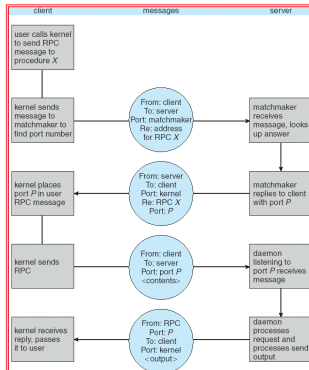 client messages server
user calls kernel
to send RPC
message to
procedure X
kernel sends
message to
matchmaker to
find port number
From: client
To: server
Port: matchmaker
Re: address
for RPC X
matchmaker
receives
message, looks
up answer
kernel places
port P in user
RPC message
From: server
To: client
Port: kernel
Re: RPC X
Port: P
matchmaker
replies to client
with port P
kernel sends
RPC
From: client
To: server
Port: port P
<contents>
daemon
listening to
port P receives
message
kernel receives
reply, passes
it to user
From: RPC
Port: P
To: client
Port: kernel
<output>
daemon
processes
request and
processes send
output